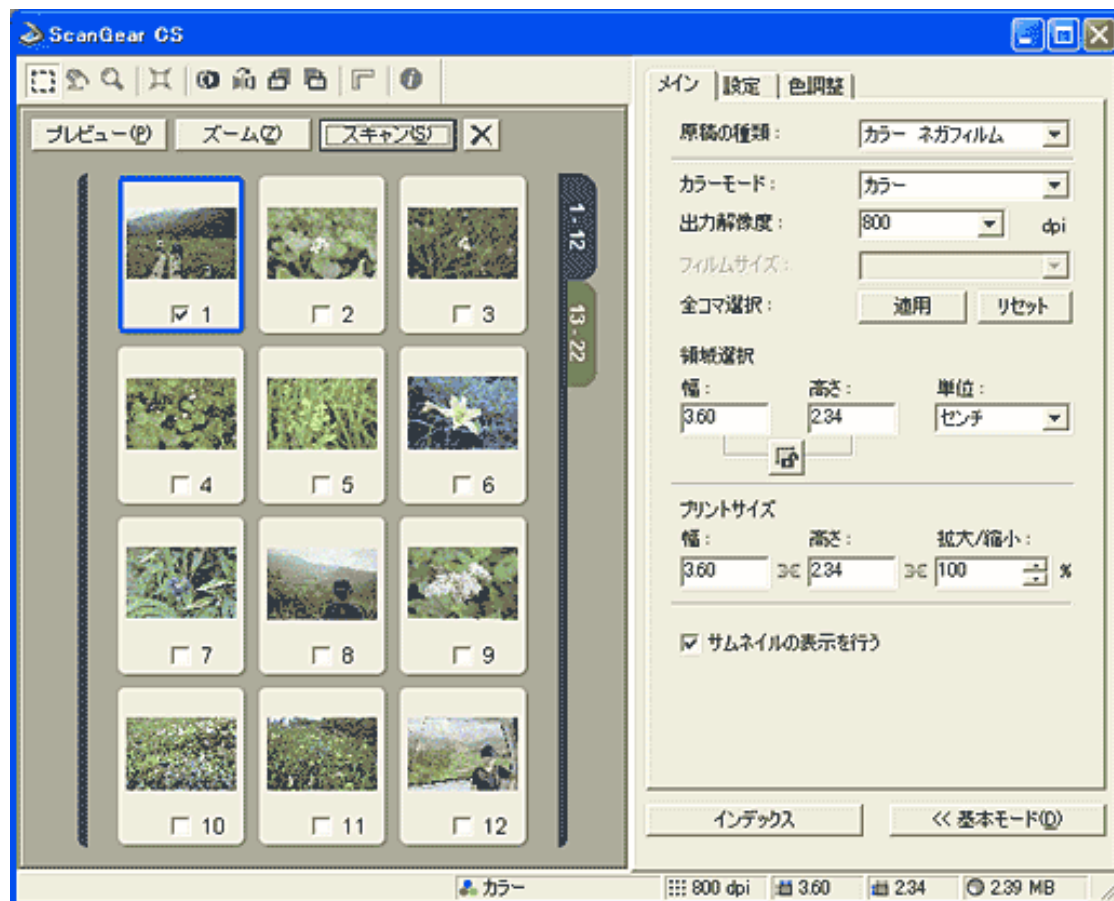 ScanGear CS
プレビュー(P) ズーム(Z) スキャン(S)
1 2 3
4 5 6
7 8 9
10 11 12
1 - 12
13 - 22
メイン 設定 色調整
原稿の種類： カラー ネガフィルム
カラーモード： カラー
出力解像度： 800 dpi
フィルムサイズ：
全コマ選択： 適用 リセット
領域選択
幅： 高さ： 単位：
3.60 2.34 センチ
プリントサイズ
幅： 高さ： 拡大/縮小：
3.60 2.34 100 %
サムネイルの表示を行う
インデックス << 基本モード(D)
カラー 800 dpi 3.60 2.34 2.39 MB